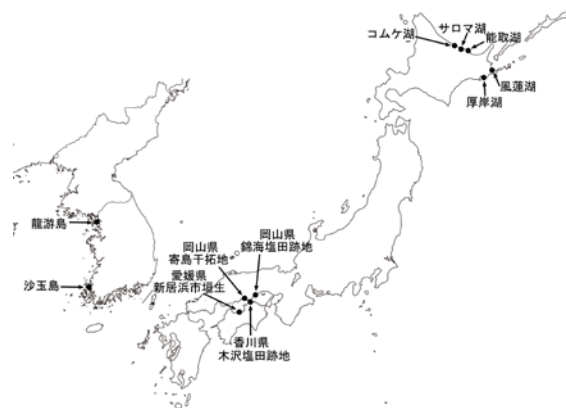 サロマ湖
コムケ湖
能取湖
風蓮湖
厚岸湖
龍游島
沙玉島
岡山県
錦海塩田跡地
岡山県
寄島干拓地
愛媛県
新居浜市垣生
香川県
木沢塩田跡地